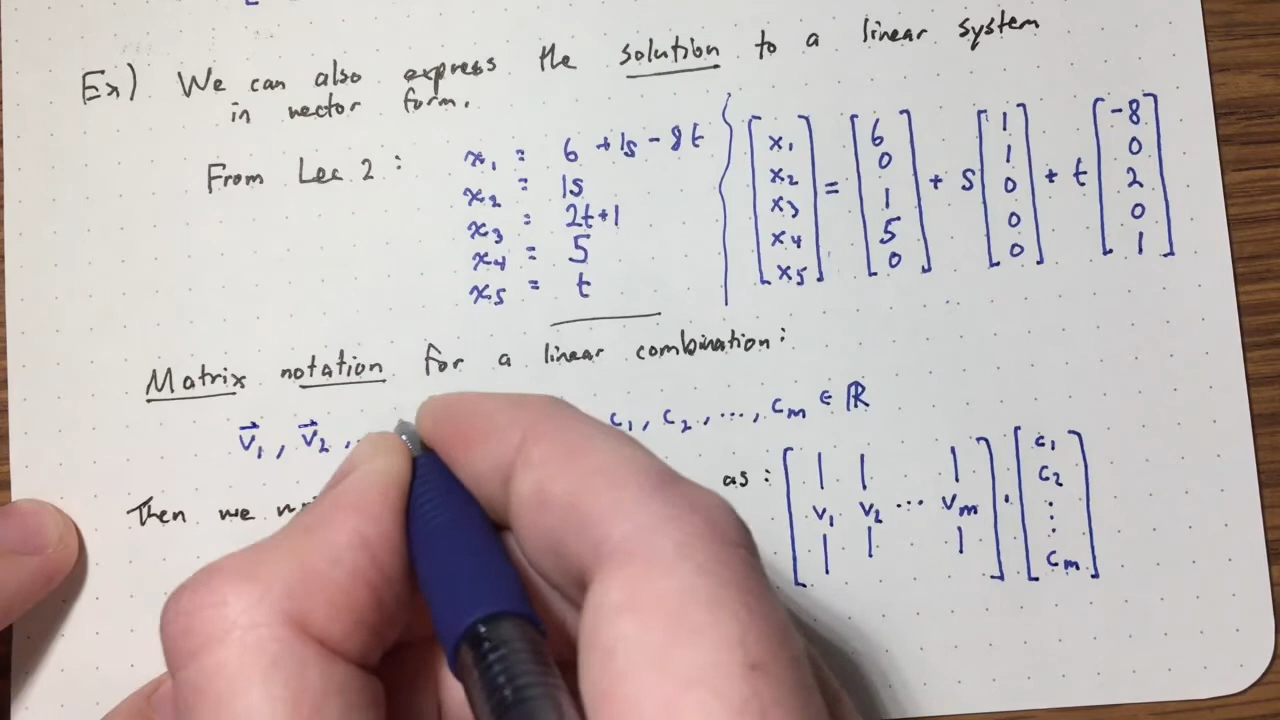 Ex) We can also express the solution to a linear system
in vector form.
From Lec 2:
x₁ = 6 + 1s - 8t
x₂ = 1s
x₃ = 2t+1
x₄ = 5
x₅ = t
[x₁ x₂ x₃ x₄ x₅] = [6 0 1 5 0] + s [1 1 0 0 0] + t [-8 0 2 0 1]
Matrix notation for a linear combination:
v⃗₁, v⃗₂, c₁, c₂, ..., cₘ ∈ ℝ
Then we as: [v₁ v₂ ... vₘ] · [c₁ c₂ ⋮ cₘ]